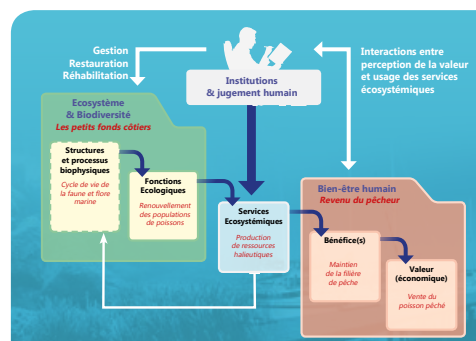 Gestion
Restauration
Réhabilitation
Institutions
& jugement humain
Interactions entre
perception de la valeur
et usage des services
écosystémiques
Ecosystème
& Biodiversité
Les petits fonds côtiers
Structures
et processus
biophysiques
Cycle de vie de
la faune et flore
marine
Fonctions
Ecologiques
Renouvellement
des populations
de poissons
Services
Ecosystémiques
Production
de ressources
halieutiques
Bien-être humain
Revenu du pêcheur
Bénéfice(s)
Maintien
de la filière
de pêche
Valeur
(économique)
Vente du
poisson pêché